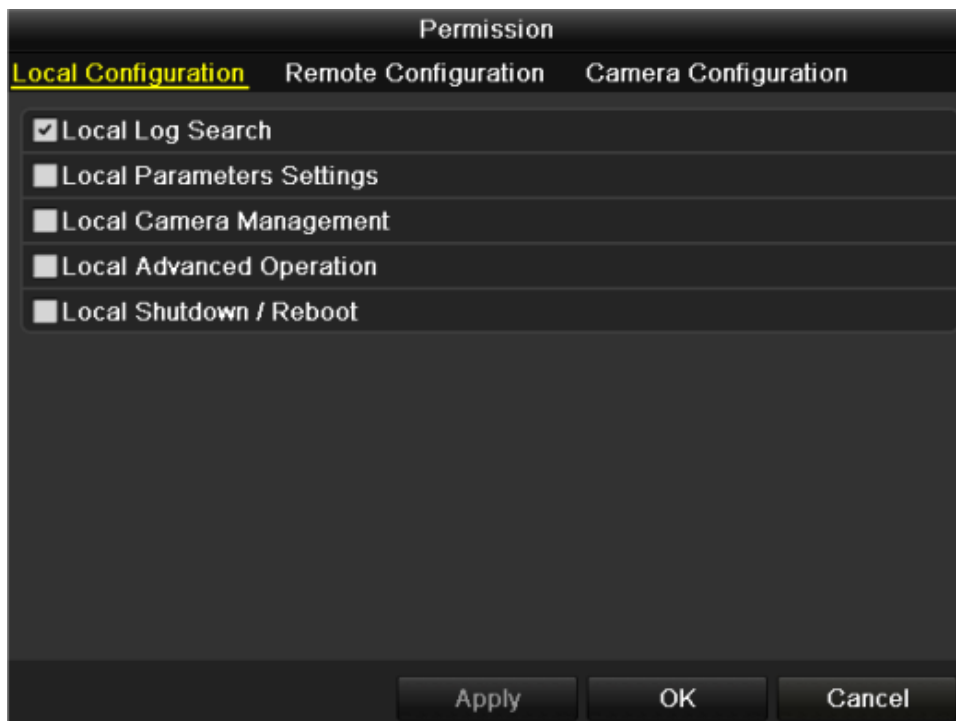 Permission
Local Configuration Remote Configuration Camera Configuration
Local Log Search
Local Parameters Settings
Local Camera Management
Local Advanced Operation
Local Shutdown / Reboot
Apply OK Cancel